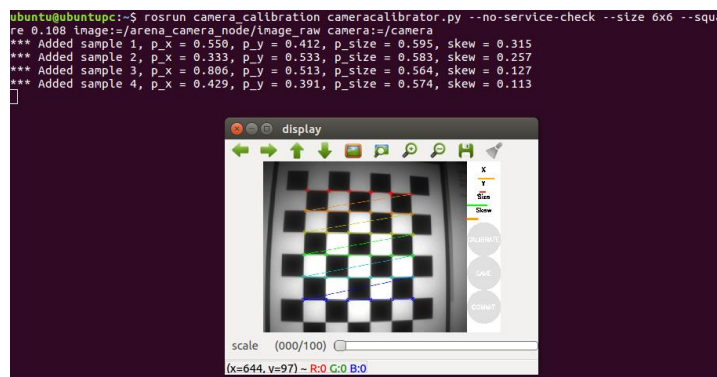 ubuntu@ubuntupc:~$ rosrun camera_calibration cameracalibrator.py --no-service-check --size 6x6 --squa
re 0.108 image:=/arena_camera_node/image_raw camera:=/camera
*** Added sample 1, p_x = 0.550, p_y = 0.412, p_size = 0.595, skew = 0.315
*** Added sample 2, p_x = 0.333, p_y = 0.533, p_size = 0.583, skew = 0.257
*** Added sample 3, p_x = 0.806, p_y = 0.513, p_size = 0.564, skew = 0.127
*** Added sample 4, p_x = 0.429, p_y = 0.391, p_size = 0.574, skew = 0.113
display
X
Y
Size
Skew
CALIBRATE
SAVE
COMMIT
scale (000/100)
(x=644, y=97) ~ R:0 G:0 B:0